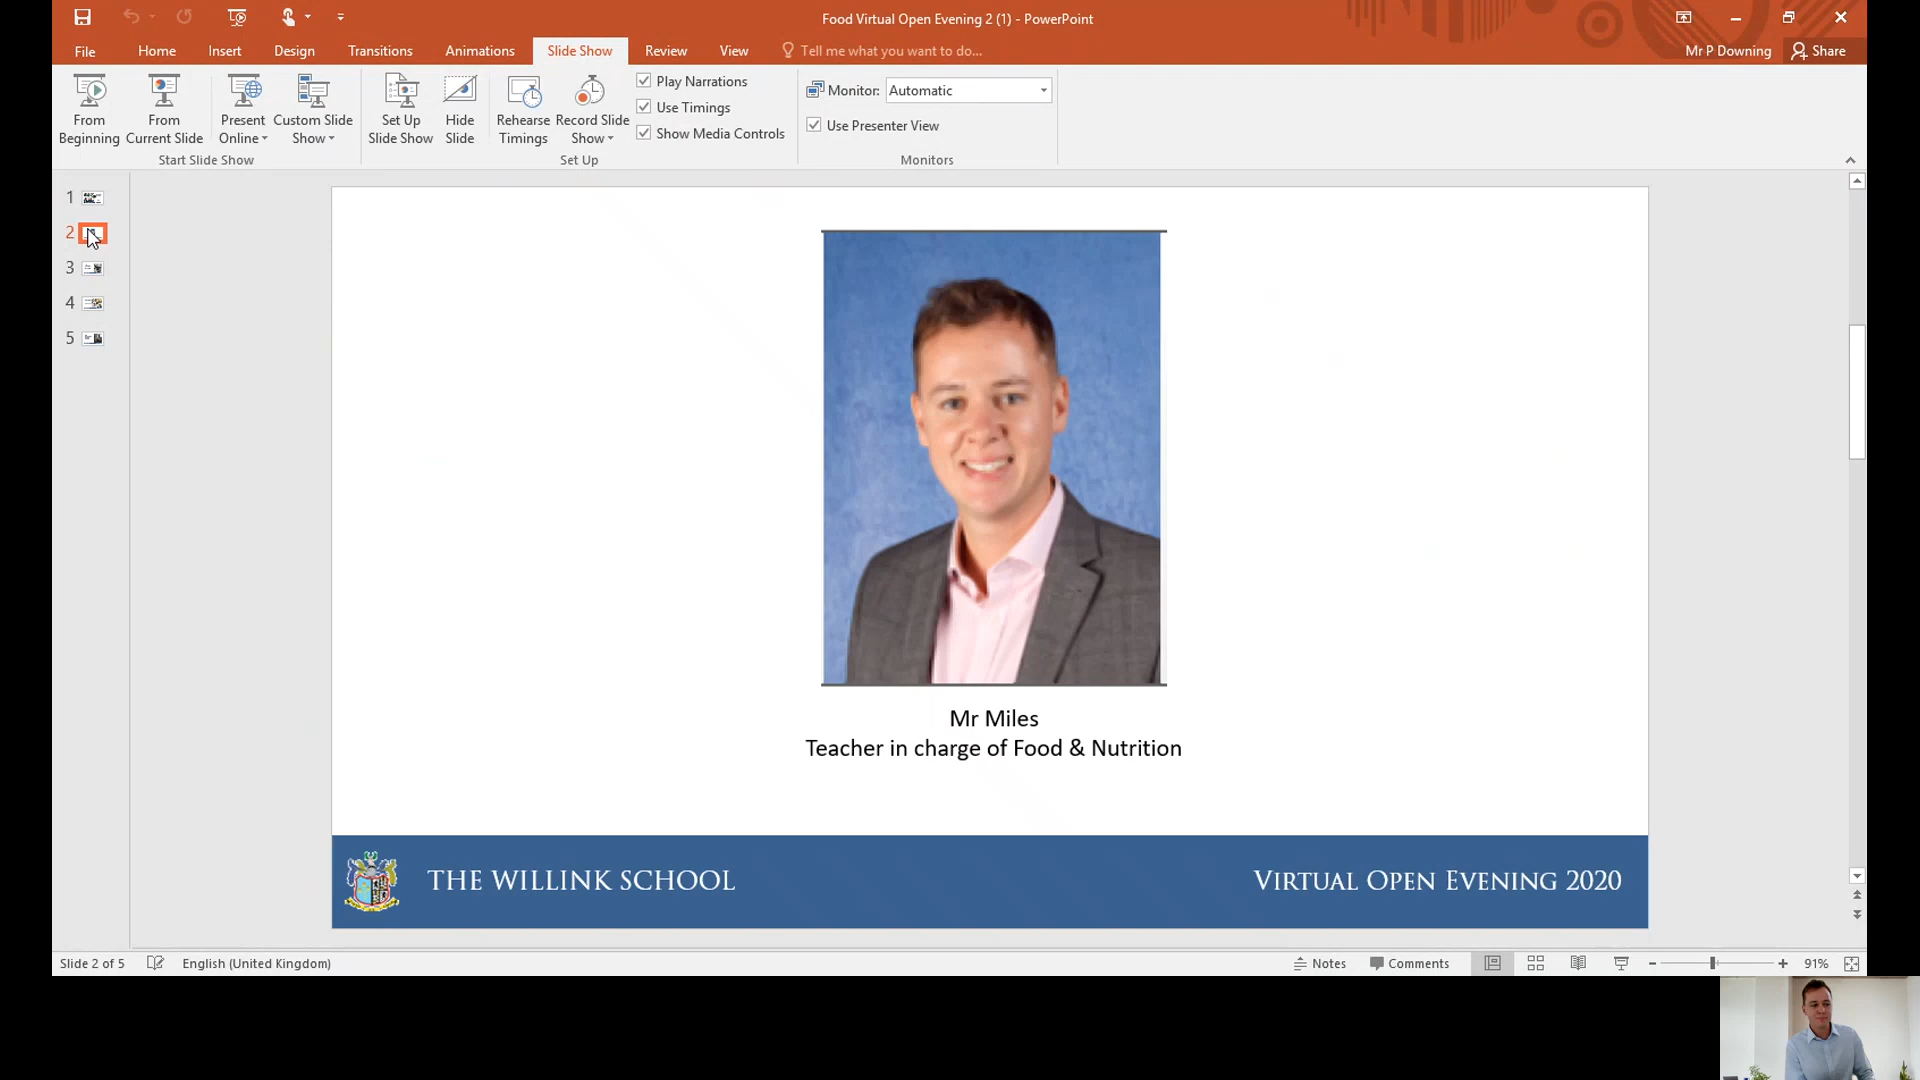 Food Virtual Open Evening 2 (1) - PowerPoint
File Home Insert Design Transitions Animations Slide Show Review View Tell me what you want to do... Mr P Downing Share
From Beginning
From Current Slide
Present Online
Custom Slide Show
Start Slide Show
Set Up Slide Show
Hide Slide
Rehearse Timings
Record Slide Show
Play Narrations
Use Timings
Show Media Controls
Set Up
Monitor: Automatic
Use Presenter View
Monitors
1
2
3
4
5
Mr Miles
Teacher in charge of Food & Nutrition
THE WILLINK SCHOOL
VIRTUAL OPEN EVENING 2020
Slide 2 of 5 English (United Kingdom) Notes Comments 91%